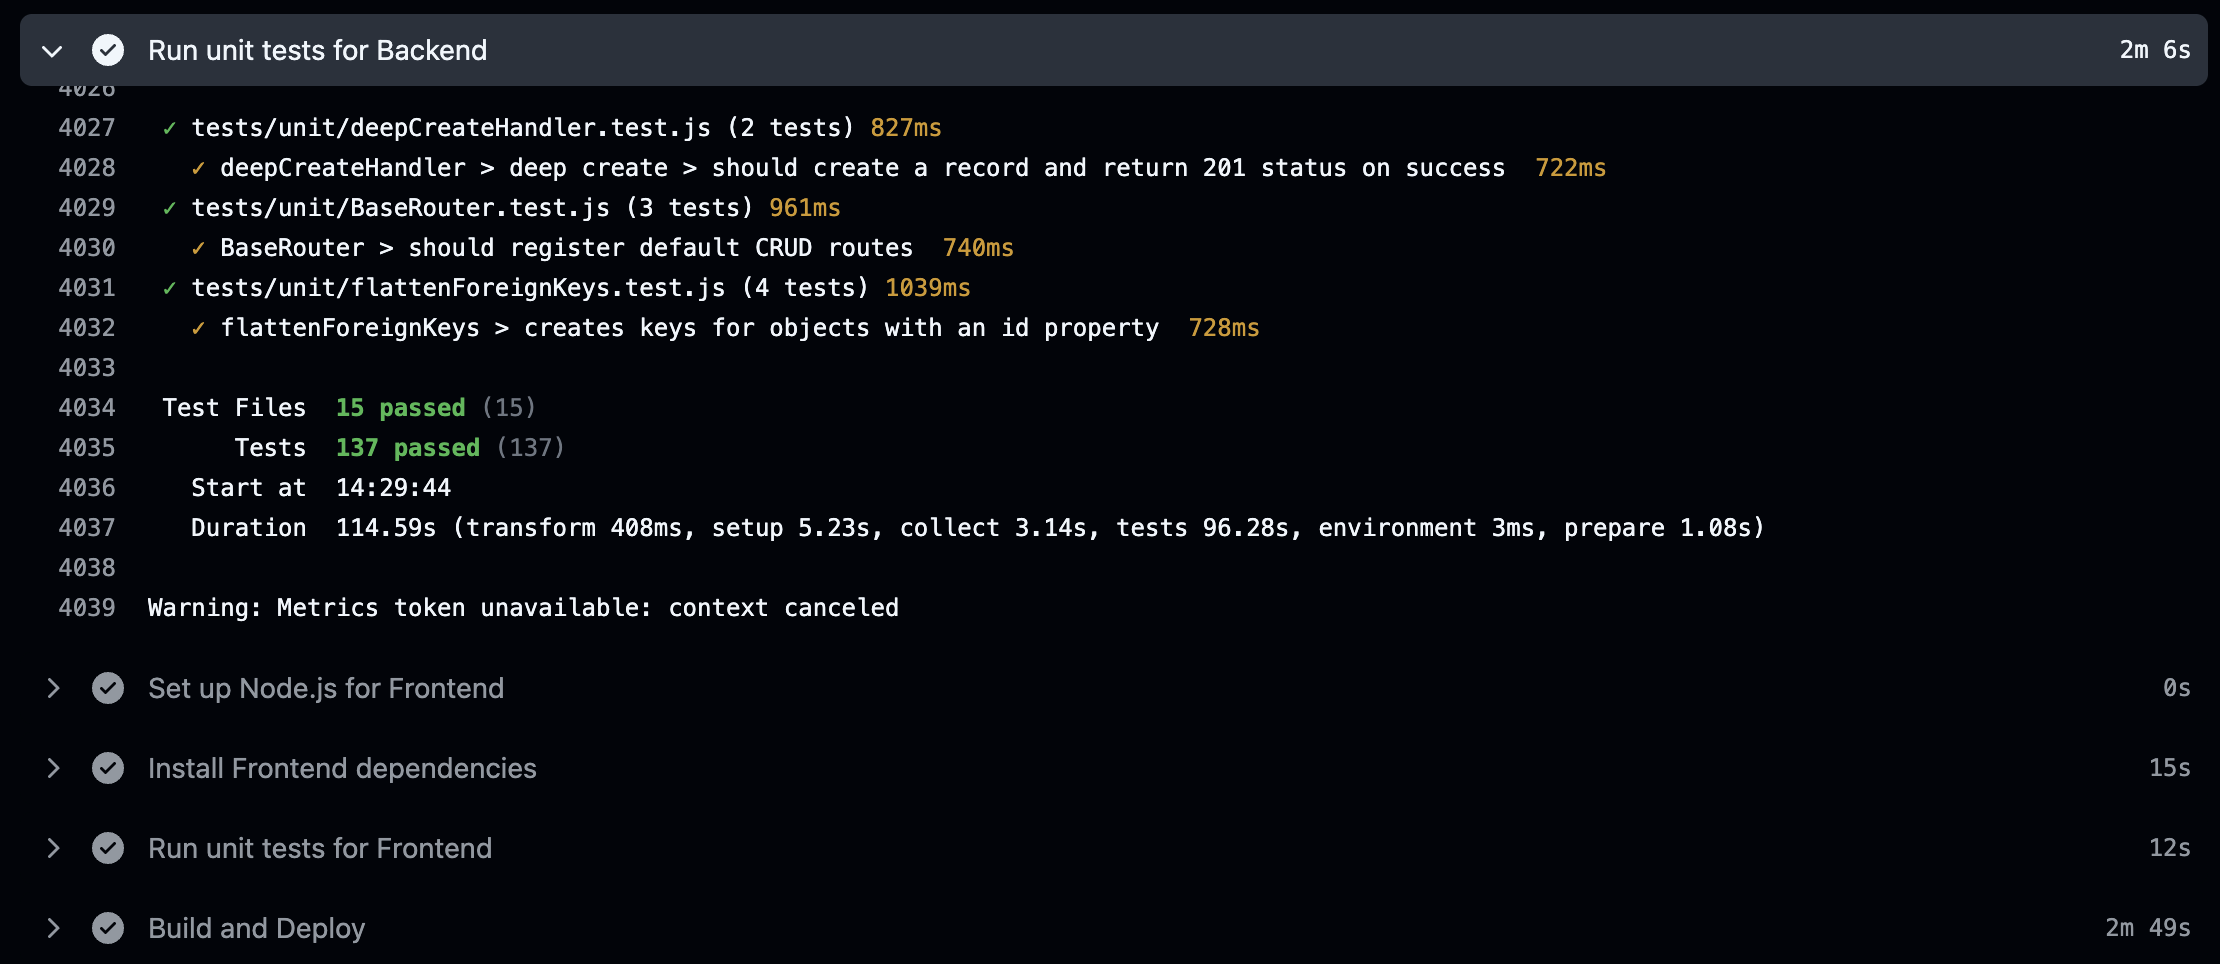 Run unit tests for Backend 2m 6s
4026
4027 ✓ tests/unit/deepCreateHandler.test.js (2 tests) 827ms
4028 ✓ deepCreateHandler > deep create > should create a record and return 201 status on success 722ms
4029 ✓ tests/unit/BaseRouter.test.js (3 tests) 961ms
4030 ✓ BaseRouter > should register default CRUD routes 740ms
4031 ✓ tests/unit/flattenForeignKeys.test.js (4 tests) 1039ms
4032 ✓ flattenForeignKeys > creates keys for objects with an id property 728ms
4033
4034 Test Files 15 passed (15)
4035 Tests 137 passed (137)
4036 Start at 14:29:44
4037 Duration 114.59s (transform 408ms, setup 5.23s, collect 3.14s, tests 96.28s, environment 3ms, prepare 1.08s)
4038
4039 Warning: Metrics token unavailable: context canceled
Set up Node.js for Frontend 0s
Install Frontend dependencies 15s
Run unit tests for Frontend 12s
Build and Deploy 2m 49s